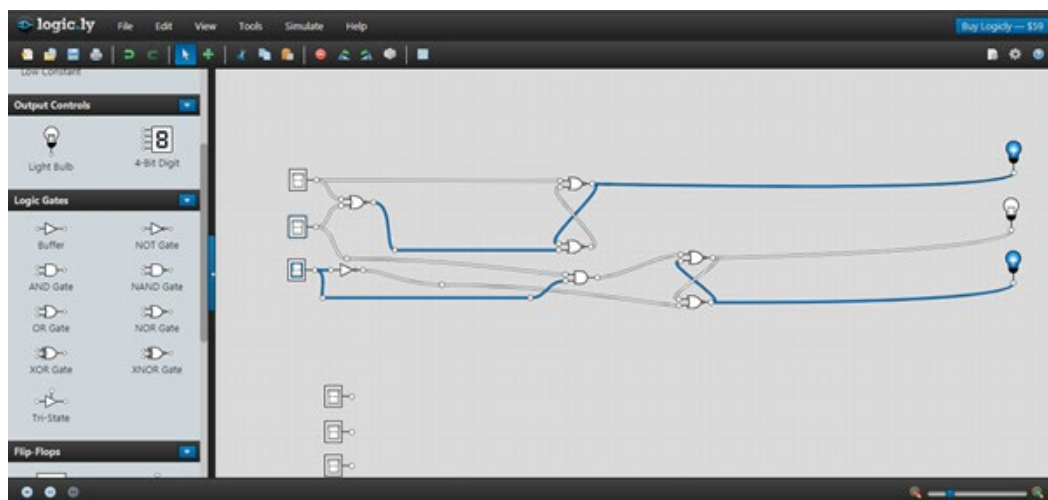 logic.ly File Edit View Tools Simulate Help Buy Logicly — $59
Low Constant
Output Controls
Light Bulb 4-Bit Digit
8
Logic Gates
Buffer NOT Gate
AND Gate NAND Gate
OR Gate NOR Gate
XOR Gate XNOR Gate
Tri-State
Flip-Flops